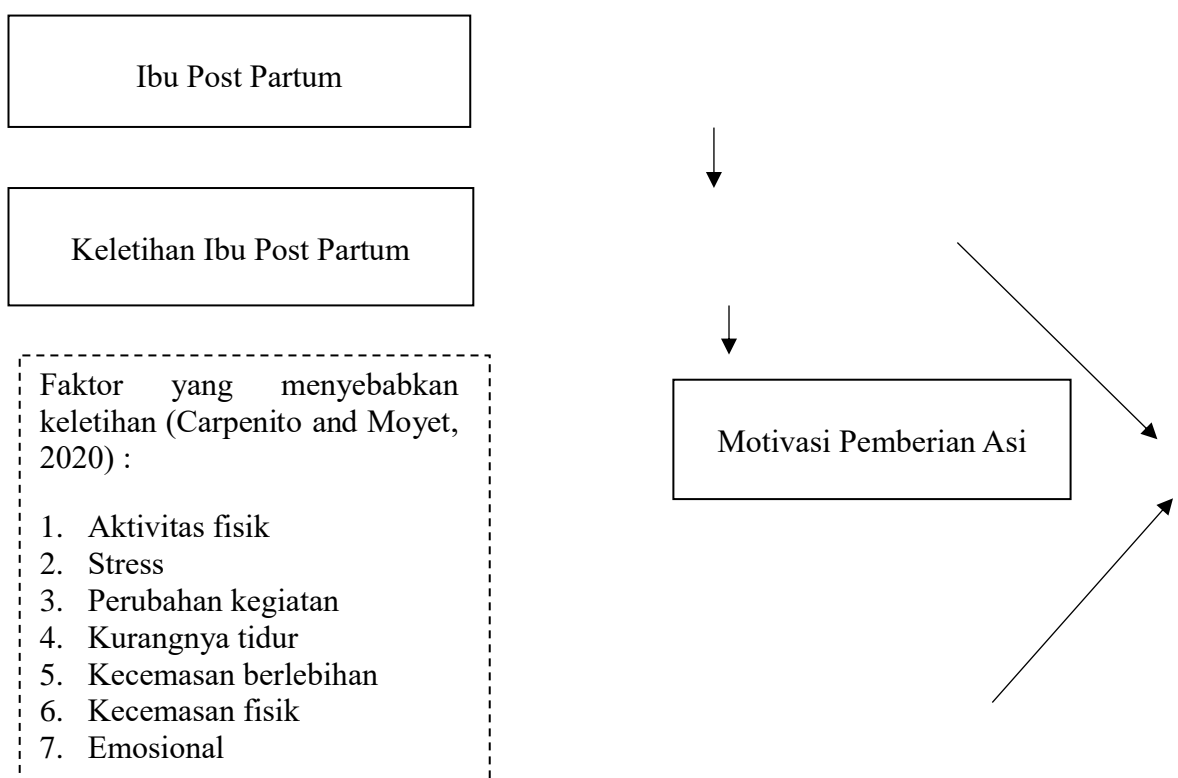 Ibu Post Partum
Keletihan Ibu Post Partum
Faktor yang menyebabkan
keletihan (Carpenito and Moyet,
2020) :
1. Aktivitas fisik
2. Stress
3. Perubahan kegiatan
4. Kurangnya tidur
5. Kecemasan berlebihan
6. Kecemasan fisik
7. Emosional
Motivasi Pemberian Asi